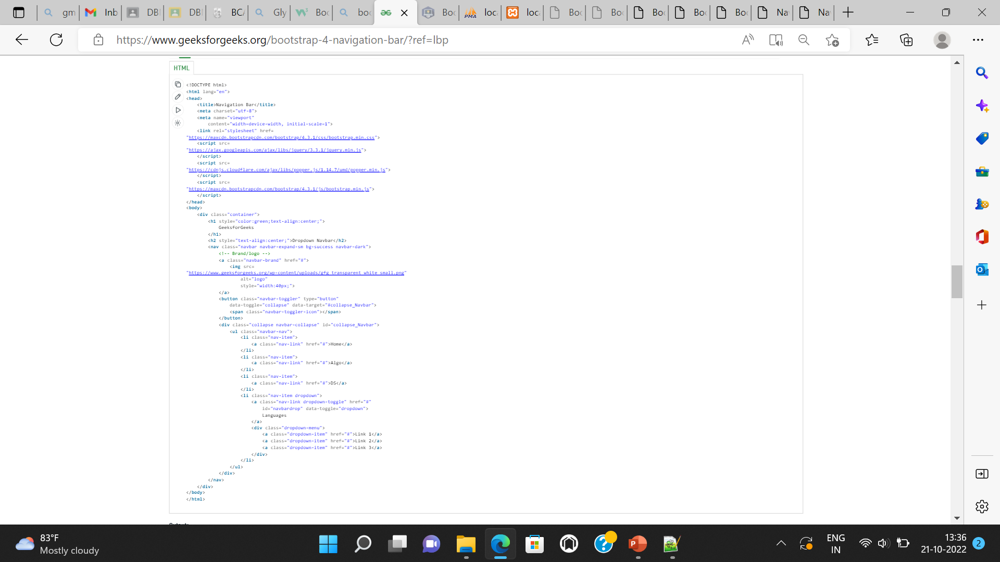 gm
Inb
DBI
DBI
BCA
Gly
Boo
boo
Boo
loca
loca
Boo
Boo
Boo
Boo
Boo
Na
Na
https://www.geeksforgeeks.org/bootstrap-4-navigation-bar/?ref=lbp
HTML
<!DOCTYPE html>
<html lang="en">
<head>
<title>Navigation Bar</title>
<meta charset="utf-8">
<meta name="viewport"
content="width=device-width, initial-scale=1">
<link rel="stylesheet" href=
"https://maxcdn.bootstrapcdn.com/bootstrap/4.3.1/css/bootstrap.min.css">
<script src=
"https://ajax.googleapis.com/ajax/libs/jquery/3.3.1/jquery.min.js">
</script>
<script src=
"https://cdnjs.cloudflare.com/ajax/libs/popper.js/1.14.7/umd/popper.min.js">
</script>
<script src=
"https://maxcdn.bootstrapcdn.com/bootstrap/4.3.1/js/bootstrap.min.js">
</script>
</head>
<body>
<div class="container">
<h1 style="color:green;text-align:center;">
GeeksforGeeks
</h1>
<h2 style="text-align:center;">Dropdown Navbar</h2>
<nav class="navbar navbar-expand-sm bg-success navbar-dark">
<!-- Brand/logo -->
<a class="navbar-brand" href="#">
<img src=
"https://www.geeksforgeeks.org/wp-content/uploads/gfg_transparent_white_small.png"
alt="logo"
style="width:40px;">
</a>
<button class="navbar-toggler" type="button"
data-toggle="collapse" data-target="#collapse_Navbar">
<span class="navbar-toggler-icon"></span>
</button>
<div class="collapse navbar-collapse" id="collapse_Navbar">
<ul class="navbar-nav">
<li class="nav-item">
<a class="nav-link" href="#">Home</a>
</li>
<li class="nav-item">
<a class="nav-link" href="#">Algo</a>
</li>
<li class="nav-item">
<a class="nav-link" href="#">DS</a>
</li>
<li class="nav-item dropdown">
<a class="nav-link dropdown-toggle" href="#"
id="navbardrop" data-toggle="dropdown">
Languages
</a>
<div class="dropdown-menu">
<a class="dropdown-item" href="#">Link 1</a>
<a class="dropdown-item" href="#">Link 2</a>
<a class="dropdown-item" href="#">Link 3</a>
</div>
</li>
</ul>
</div>
</nav>
</div>
</body>
</html>
83°F
Mostly cloudy
ENG
IN
13:36
21-10-2022
2